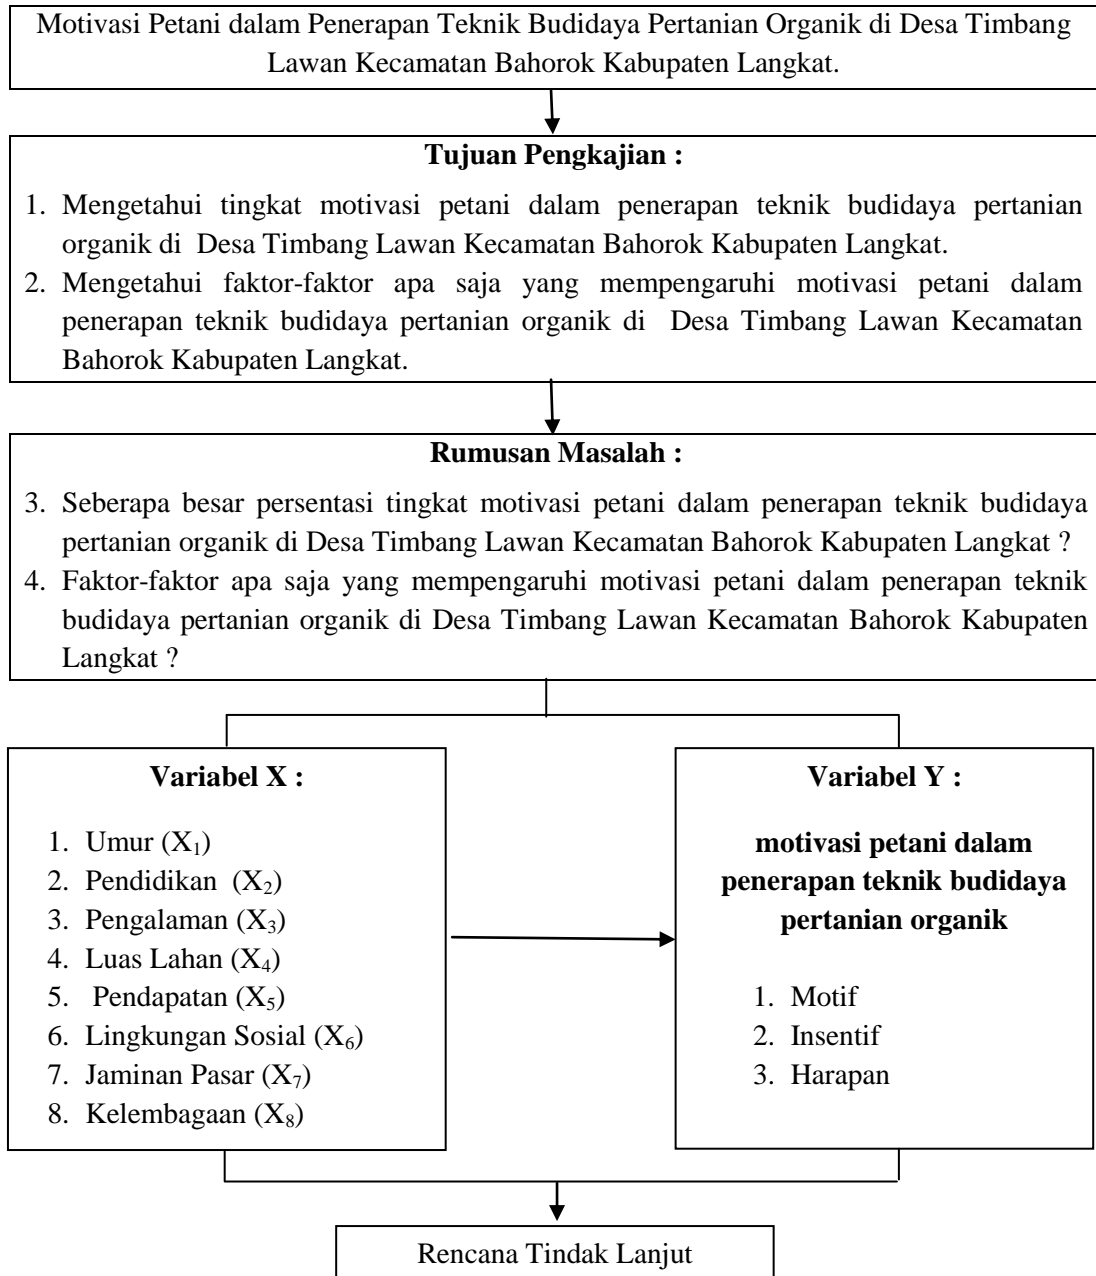 Motivasi Petani dalam Penerapan Teknik Budidaya Pertanian Organik di Desa Timbang
Lawan Kecamatan Bahorok Kabupaten Langkat.
Tujuan Pengkajian :
1. Mengetahui tingkat motivasi petani dalam penerapan teknik budidaya pertanian
organik di Desa Timbang Lawan Kecamatan Bahorok Kabupaten Langkat.
2. Mengetahui faktor-faktor apa saja yang mempengaruhi motivasi petani dalam
penerapan teknik budidaya pertanian organik di Desa Timbang Lawan Kecamatan
Bahorok Kabupaten Langkat.
Rumusan Masalah :
3. Seberapa besar persentasi tingkat motivasi petani dalam penerapan teknik budidaya
pertanian organik di Desa Timbang Lawan Kecamatan Bahorok Kabupaten Langkat ?
4. Faktor-faktor apa saja yang mempengaruhi motivasi petani dalam penerapan teknik
budidaya pertanian organik di Desa Timbang Lawan Kecamatan Bahorok Kabupaten
Langkat ?
Variabel X :
1. Umur (X₁)
2. Pendidikan (X₂)
3. Pengalaman (X₃)
4. Luas Lahan (X₄)
5. Pendapatan (X₅)
6. Lingkungan Sosial (X₆)
7. Jaminan Pasar (X₇)
8. Kelembagaan (X₈)
Variabel Y :
motivasi petani dalam
penerapan teknik budidaya
pertanian organik
1. Motif
2. Insentif
3. Harapan
Rencana Tindak Lanjut